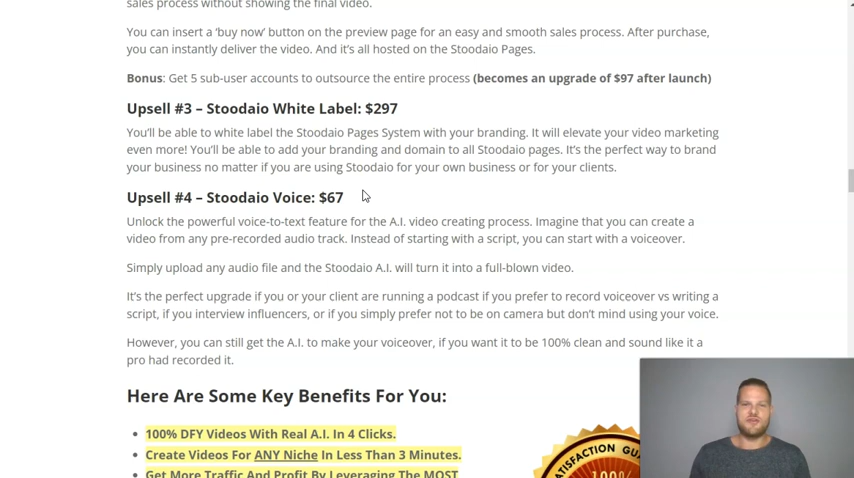 sales process without showing the final video.
You can insert a ‘buy now’ button on the preview page for an easy and smooth sales process. After purchase,
you can instantly deliver the video. And it’s all hosted on the Stoodaio Pages.
Bonus: Get 5 sub-user accounts to outsource the entire process (becomes an upgrade of $97 after launch)
Upsell #3 – Stoodaio White Label: $297
You’ll be able to white label the Stoodaio Pages System with your branding. It will elevate your video marketing
even more! You’ll be able to add your branding and domain to all Stoodaio pages. It’s the perfect way to brand
your business no matter if you are using Stoodaio for your own business or for your clients.
Upsell #4 – Stoodaio Voice: $67
Unlock the powerful voice-to-text feature for the A.I. video creating process. Imagine that you can create a
video from any pre-recorded audio track. Instead of starting with a script, you can start with a voiceover.
Simply upload any audio file and the Stoodaio A.I. will turn it into a full-blown video.
It’s the perfect upgrade if you or your client are running a podcast if you prefer to record voiceover vs writing a
script, if you interview influencers, or if you simply prefer not to be on camera but don’t mind using your voice.
However, you can still get the A.I. to make your voiceover, if you want it to be 100% clean and sound like it a
pro had recorded it.
Here Are Some Key Benefits For You:
100% DFY Videos With Real A.I. In 4 Clicks.
Create Videos For ANY Niche In Less Than 3 Minutes.
Get More Traffic And Profit By Leveraging The MOST
100%